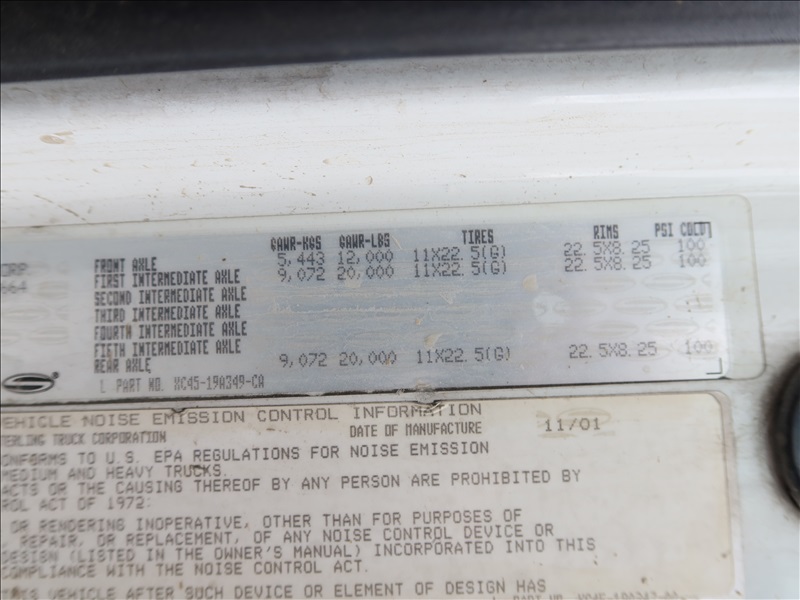 GAWR-KGS GAWR-LBS TIRES RIMS PSI COLD
CORP FRONT AXLE 5,443 12,000 11X22.5(G) 22.5X8.25 100
664 FIRST INTERMEDIATE AXLE 9,072 20,000 11X22.5(G) 22.5X8.25 100
SECOND INTERMEDIATE AXLE
THIRD INTERMEDIATE AXLE
FOURTH INTERMEDIATE AXLE
FIFTH INTERMEDIATE AXLE
REAR AXLE 9,072 20,000 11X22.5(G) 22.5X8.25 100
PART NO. XC45-19A349-CA
VEHICLE NOISE EMISSION CONTROL INFORMATION
TERLING TRUCK CORPORATION DATE OF MANUFACTURE 11/01
CONFORMS TO U.S. EPA REGULATIONS FOR NOISE EMISSION
MEDIUM AND HEAVY TRUCKS.
ACTS OR THE CAUSING THEREOF BY ANY PERSON ARE PROHIBITED BY
ROL ACT OF 1972:
OR RENDERING INOPERATIVE, OTHER THAN FOR PURPOSES OF
, REPAIR, OR REPLACEMENT, OF ANY NOISE CONTROL DEVICE OR
DESIGN (LISTED IN THE OWNER'S MANUAL) INCORPORATED INTO THIS
COMPLIANCE WITH THE NOISE CONTROL ACT.
THIS VEHICLE AFTER SUCH DEVICE OR ELEMENT OF DESIGN HAS